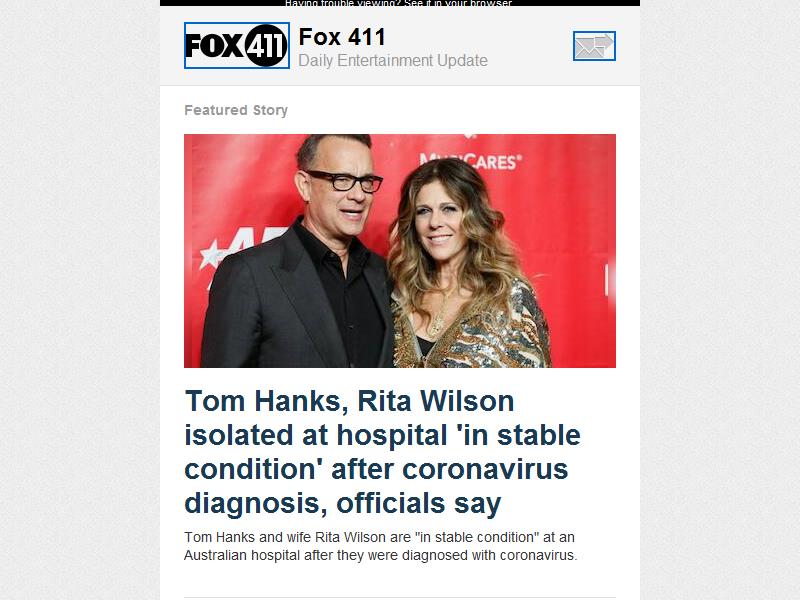 Having trouble viewing? See it in your browser
FOX 411
Fox 411
Daily Entertainment Update
Featured Story
MUSICARES®
Tom Hanks, Rita Wilson
isolated at hospital 'in stable
condition' after coronavirus
diagnosis, officials say
Tom Hanks and wife Rita Wilson are "in stable condition" at an
Australian hospital after they were diagnosed with coronavirus.